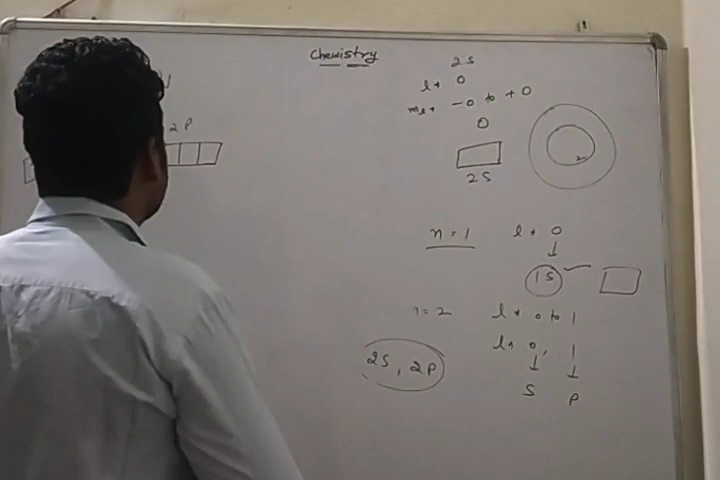 Chemistry
2P
2S
l → 0
ml → -0 to +0
0
2S
n = 1   l → 0
↓
1S
n = 2   l → 0 to 1
l → 0, 1
↓ ↓
S P
2S, 2P